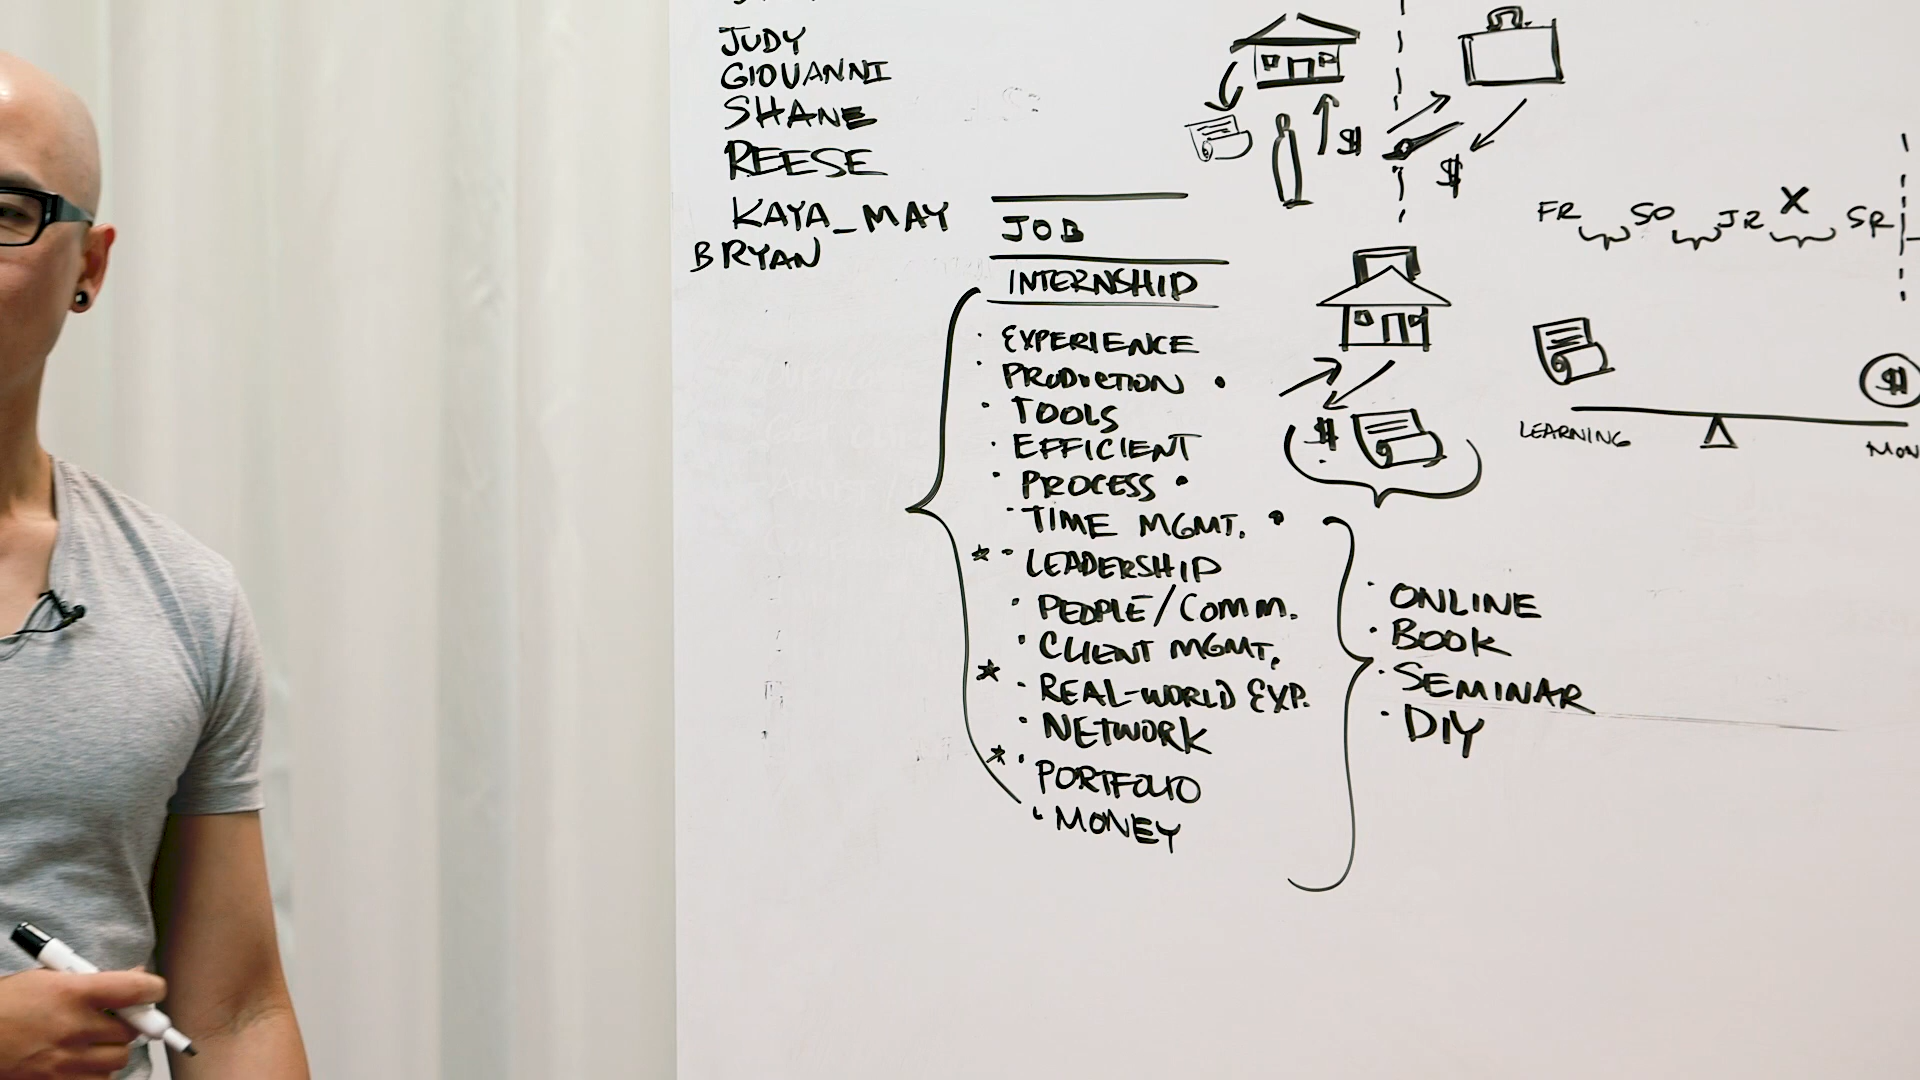 JUDY
GIOVANNI
SHANE
REESE
KAYA_MAY
BRYAN
JOB
INTERNSHIP
· EXPERIENCE
· PRODUCTION •
· TOOLS
· EFFICIENT
· PROCESS •
· TIME MGMT. •
★ · LEADERSHIP
· PEOPLE/COMM.
· CLIENT MGMT.
★ · REAL-WORLD EXP.
· NETWORK
★ · PORTFOLIO
· MONEY
$
$
$
· ONLINE
· BOOK
· SEMINAR
· DIY
X
FR SO JR SR
$
LEARNING
MON